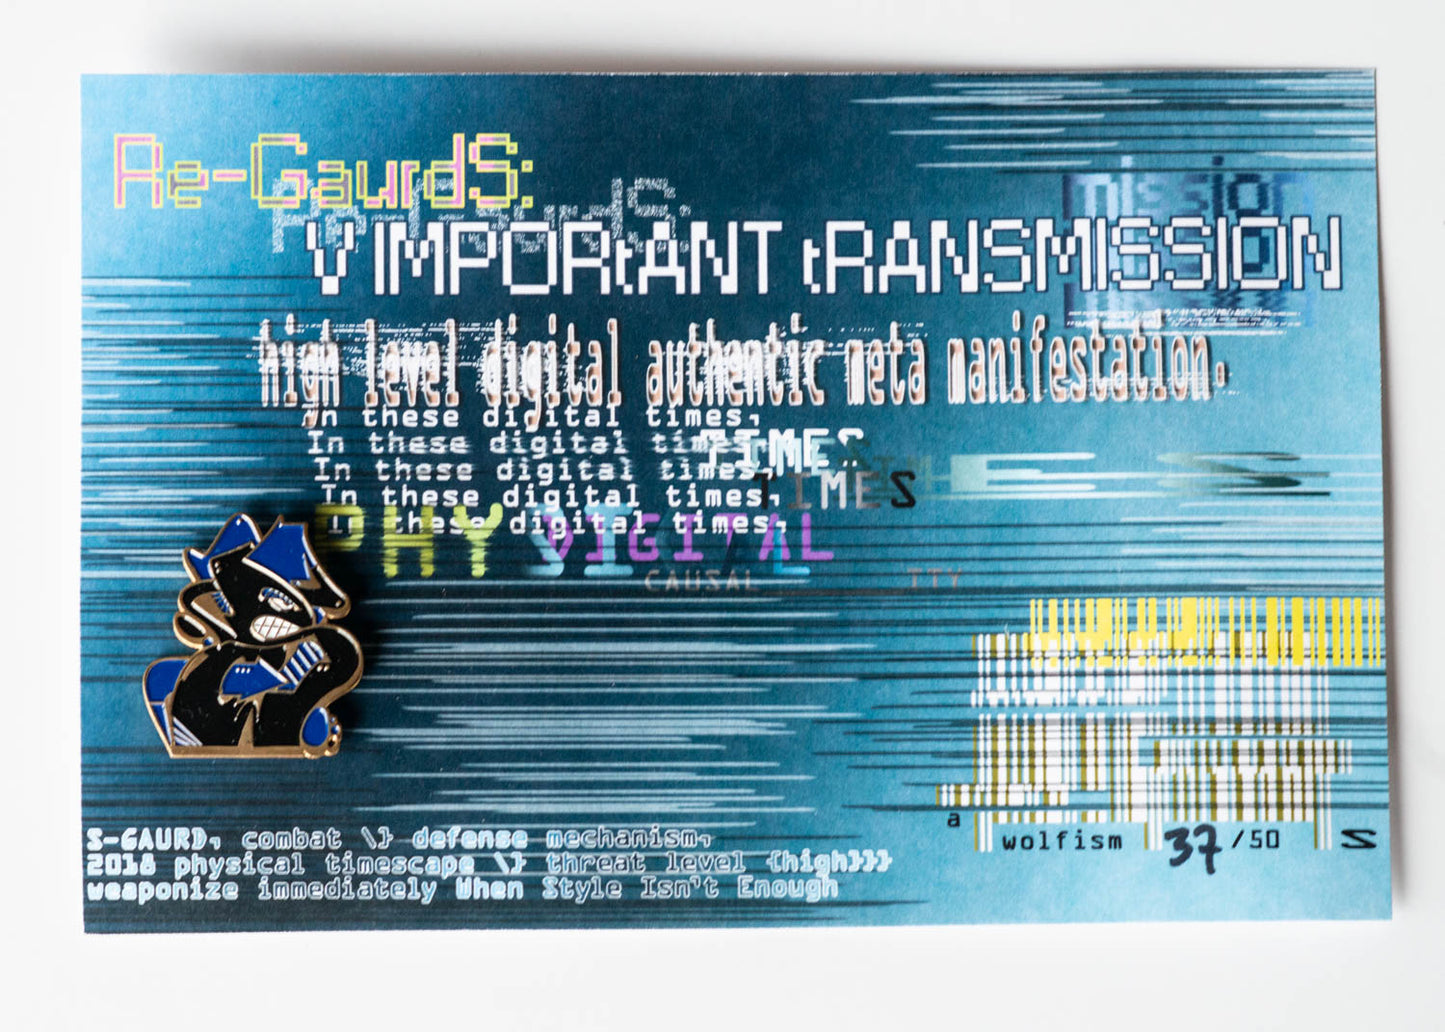 Re-GaurdS:
V IMPORtANT tRANSMISSION
mission
high level digital authentic meta manifestation.
In these digital times,
In these digital times,
In these digital times,
In these digital times,
In these digital times,
TIMES
TIMES
PHY DIGITAL
CAUSAL TTY
a wolfism 37/50 S
S-GAURD, combat \} defense mechanism,
2018 physical timescape \} threat level {high}}}
weaponize immediately When Style Isn't Enough